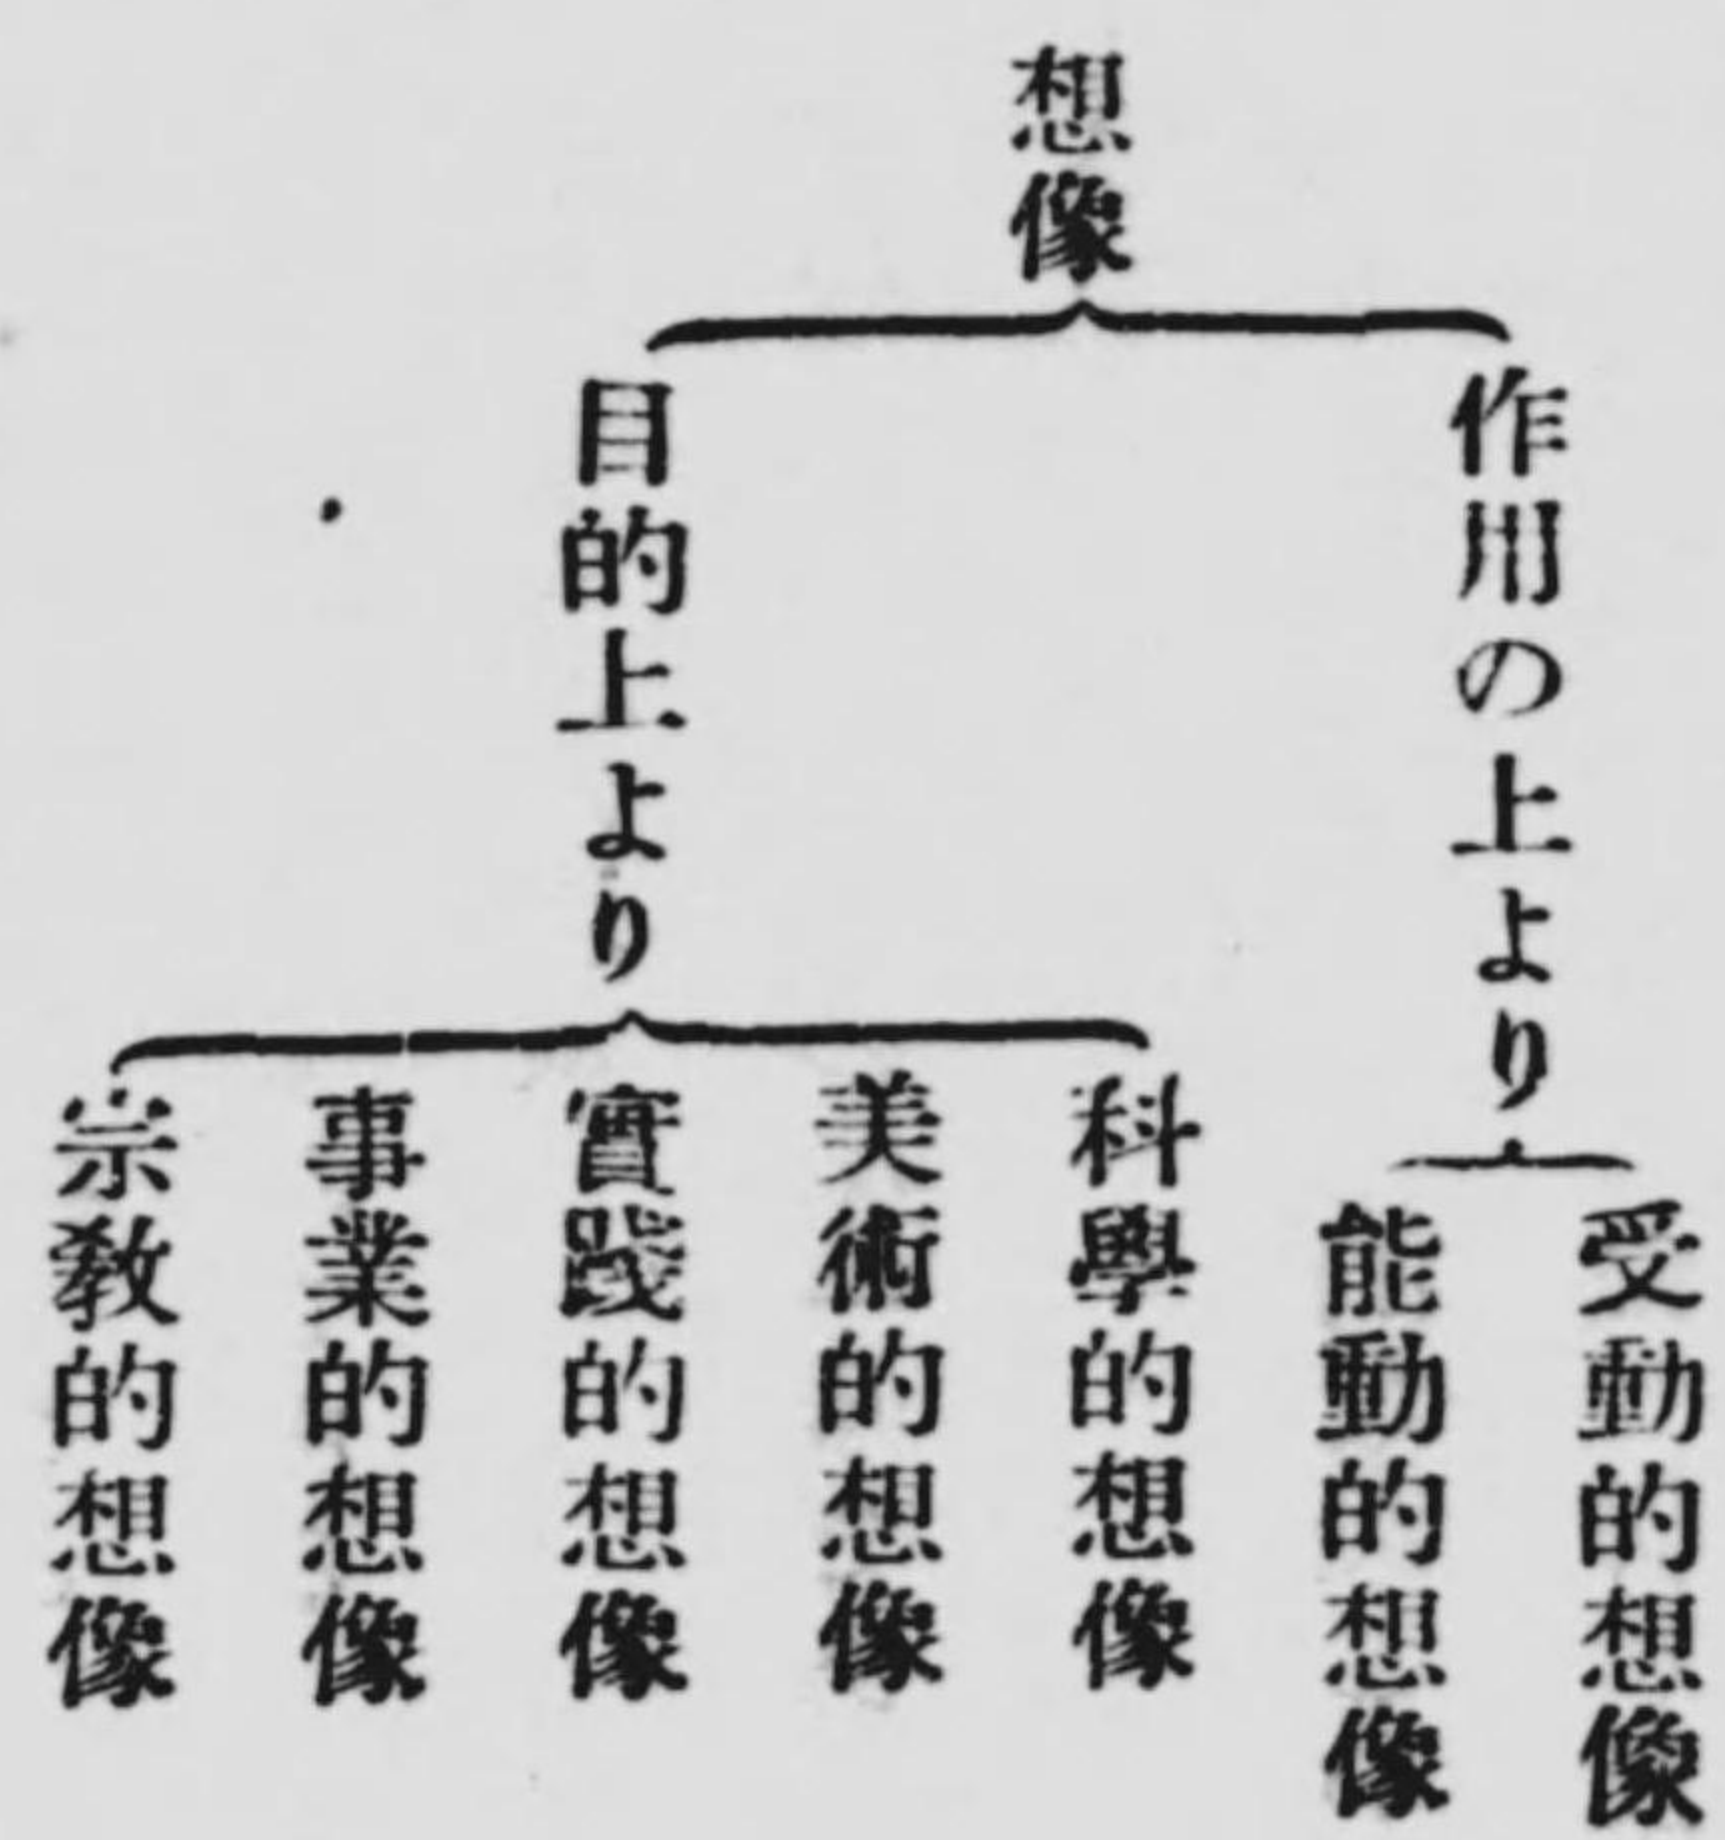 想像
作用の上より
受動的想像
能動的想像
目的上より
科學的想像
美術的想像
實踐的想像
事業的想像
宗敎的想像